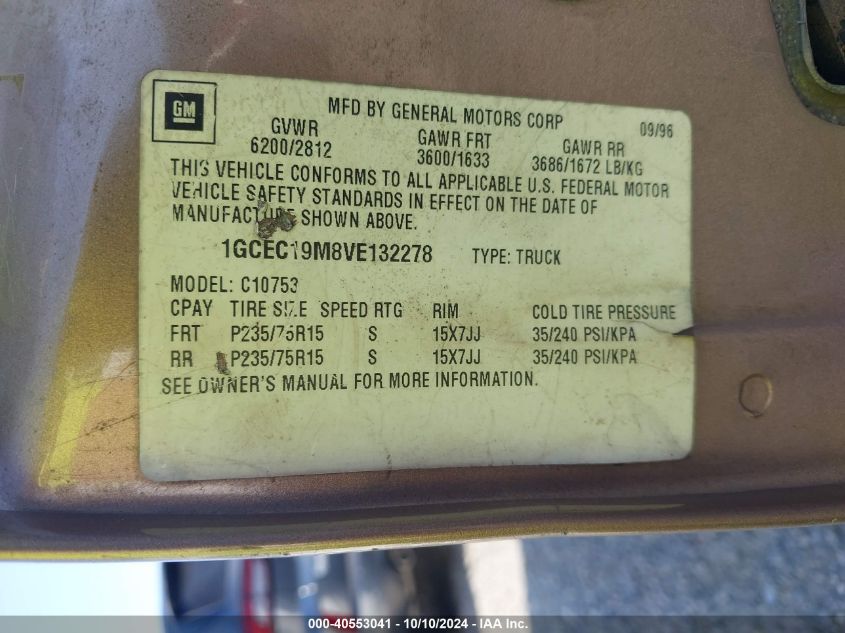 GM
MFD BY GENERAL MOTORS CORP 09/96
GVWR GAWR FRT GAWR RR
6200/2812 3600/1633 3686/1672 LB/KG
THIS VEHICLE CONFORMS TO ALL APPLICABLE U.S. FEDERAL MOTOR
VEHICLE SAFETY STANDARDS IN EFFECT ON THE DATE OF
MANUFACTURE SHOWN ABOVE.
1GCEC19M8VE132278 TYPE: TRUCK
MODEL: C10753
CPAY TIRE SIZE SPEED RTG RIM COLD TIRE PRESSURE
FRT P235/75R15 S 15X7JJ 35/240 PSI/KPA
RR P235/75R15 S 15X7JJ 35/240 PSI/KPA
SEE OWNER'S MANUAL FOR MORE INFORMATION.
000-40553041 - 10/10/2024 - IAA Inc.